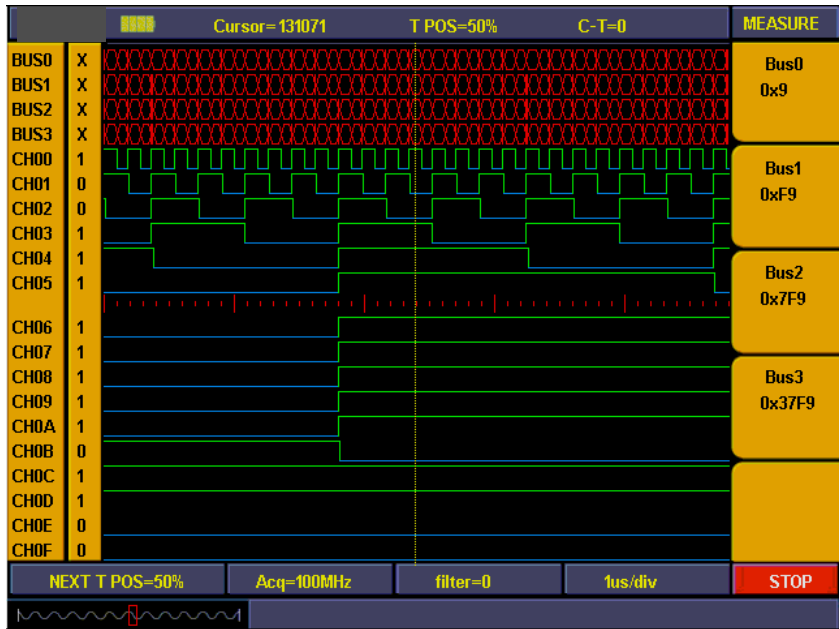 Cursor=131071 T POS=50% C-T=0 MEASURE
BUS0 X
BUS1 X
BUS2 X
BUS3 X
CH00 1
CH01 0
CH02 0
CH03 1
CH04 1
CH05 1
CH06 1
CH07 1
CH08 1
CH09 1
CH0A 1
CH0B 0
CH0C 1
CH0D 1
CH0E 0
CH0F 0
Bus0
0x9
Bus1
0xF9
Bus2
0x7F9
Bus3
0x37F9
NEXT T POS=50% Acq=100MHz filter=0 1us/div STOP